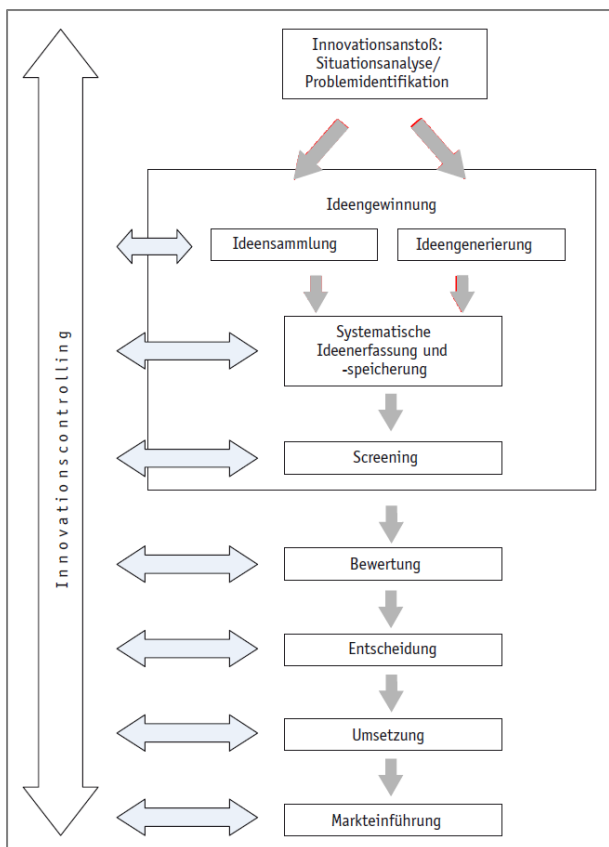 Innovationsanstoß:
Situationsanalyse/
Problemidentifikation
Ideengewinnung
Ideensammlung
Ideengenerierung
Systematische
Ideenerfassung und
-speicherung
Screening
Bewertung
Entscheidung
Umsetzung
Markteinführung
Innovationscontrolling